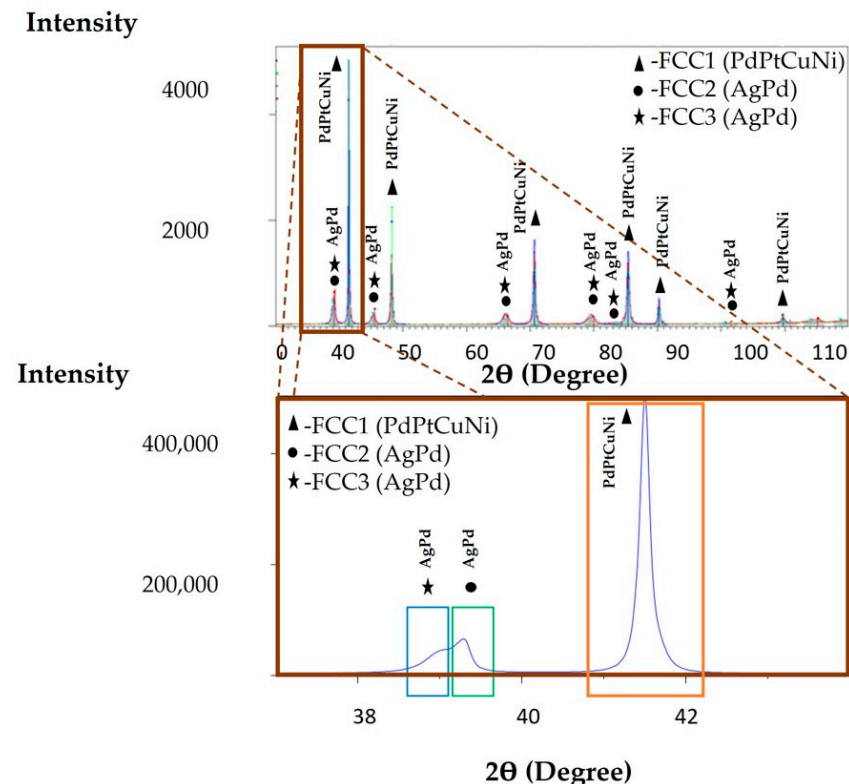 Intensity
4000
2000
▲ -FCC1 (PdPtCuNi)
● -FCC2 (AgPd)
★ -FCC3 (AgPd)
PdPtCuNi
AgPd
AgPd
PdPtCuNi
AgPd
PdPtCuNi
AgPd
AgPd
PdPtCuNi
PdPtCuNi
AgPd
PdPtCuNi
0 40 50 60 70 80 90 100 110
2θ (Degree)
Intensity
400,000
200,000
▲ -FCC1 (PdPtCuNi)
● -FCC2 (AgPd)
★ -FCC3 (AgPd)
AgPd
AgPd
PdPtCuNi
38 40 42
2θ (Degree)